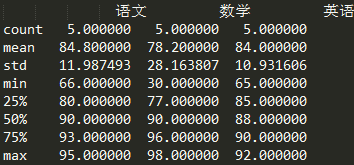 语文 数学 英语
count 5.000000 5.000000 5.000000
mean 84.800000 78.200000 84.000000
std 11.987493 28.163807 10.931606
min 66.000000 30.000000 65.000000
25% 80.000000 77.000000 85.000000
50% 90.000000 90.000000 88.000000
75% 93.000000 96.000000 90.000000
max 95.000000 98.000000 92.000000